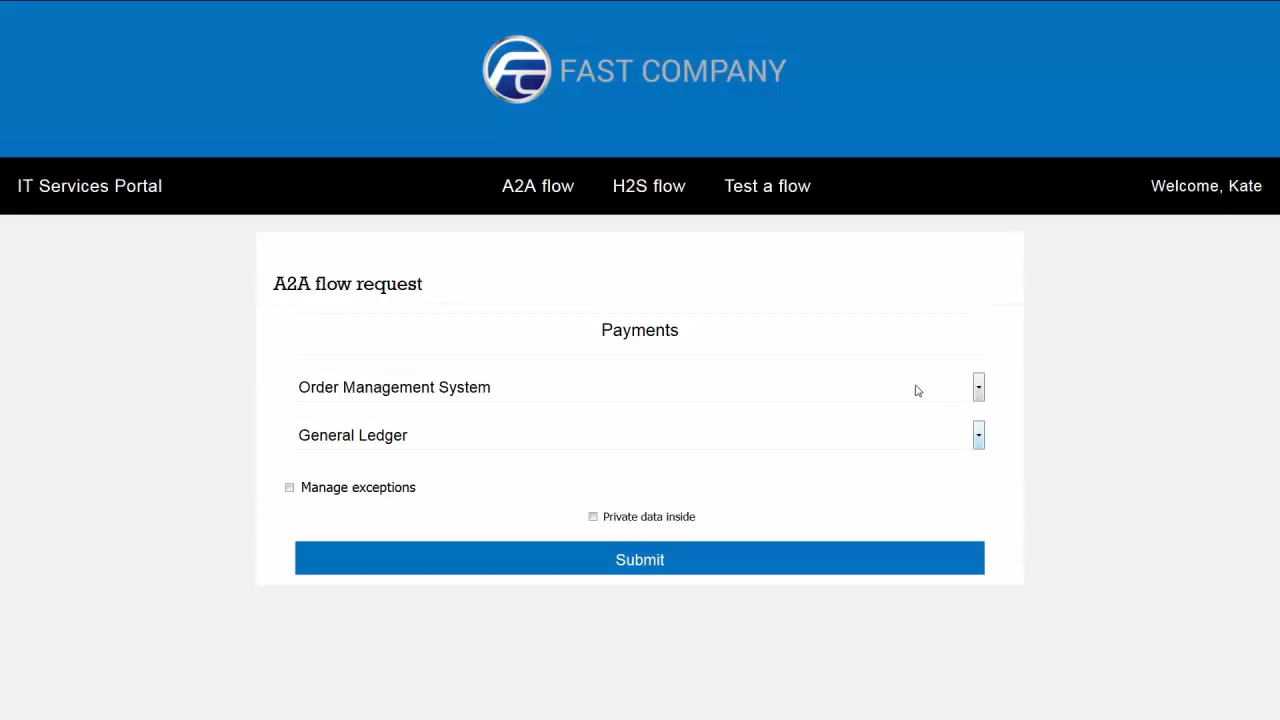 FAST COMPANY
IT Services Portal A2A flow H2S flow Test a flow Welcome, Kate
A2A flow request
Payments
Order Management System
General Ledger
Manage exceptions
Private data inside
Submit